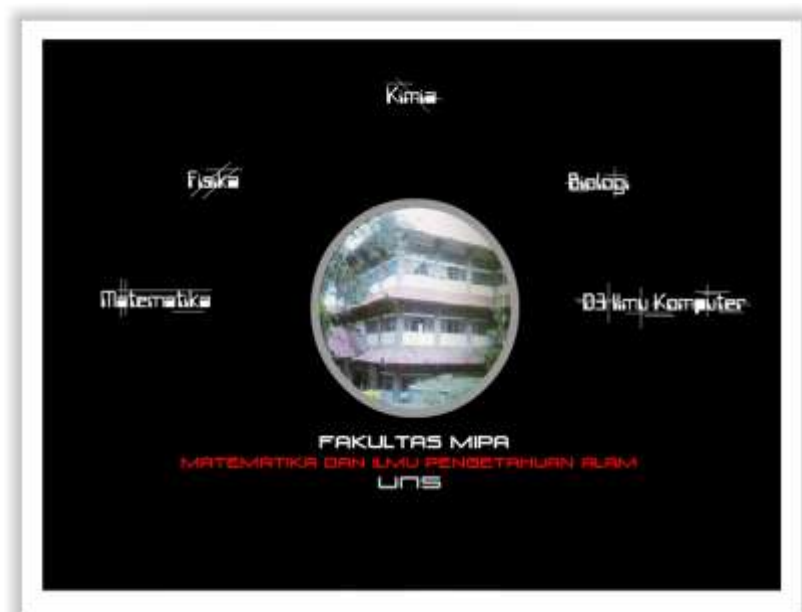 Kimia
Fisika
Biologi
Matematika
D3 Ilmu Komputer
FAKULTAS MIPA
MATEMATIKA DAN ILMU PENGETAHUAN ALAM
UNS